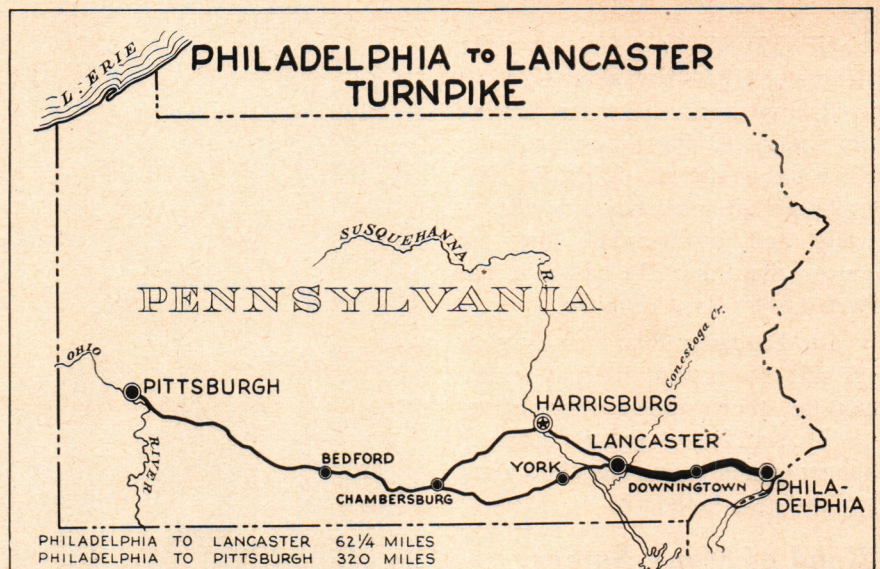 PHILADELPHIA TO LANCASTER
TURNPIKE
L. ERIE
SUSQUEHANNA
R.
PENNSYLVANIA
Conestoga Cr.
OHIO
PITTSBURGH
HARRISBURG
LANCASTER
BEDFORD
YORK
RIVER
CHAMBERSBURG
DOWNINGTOWN
PHILA-
DELPHIA
PHILADELPHIA TO LANCASTER 62¼ MILES
PHILADELPHIA TO PITTSBURGH 320 MILES